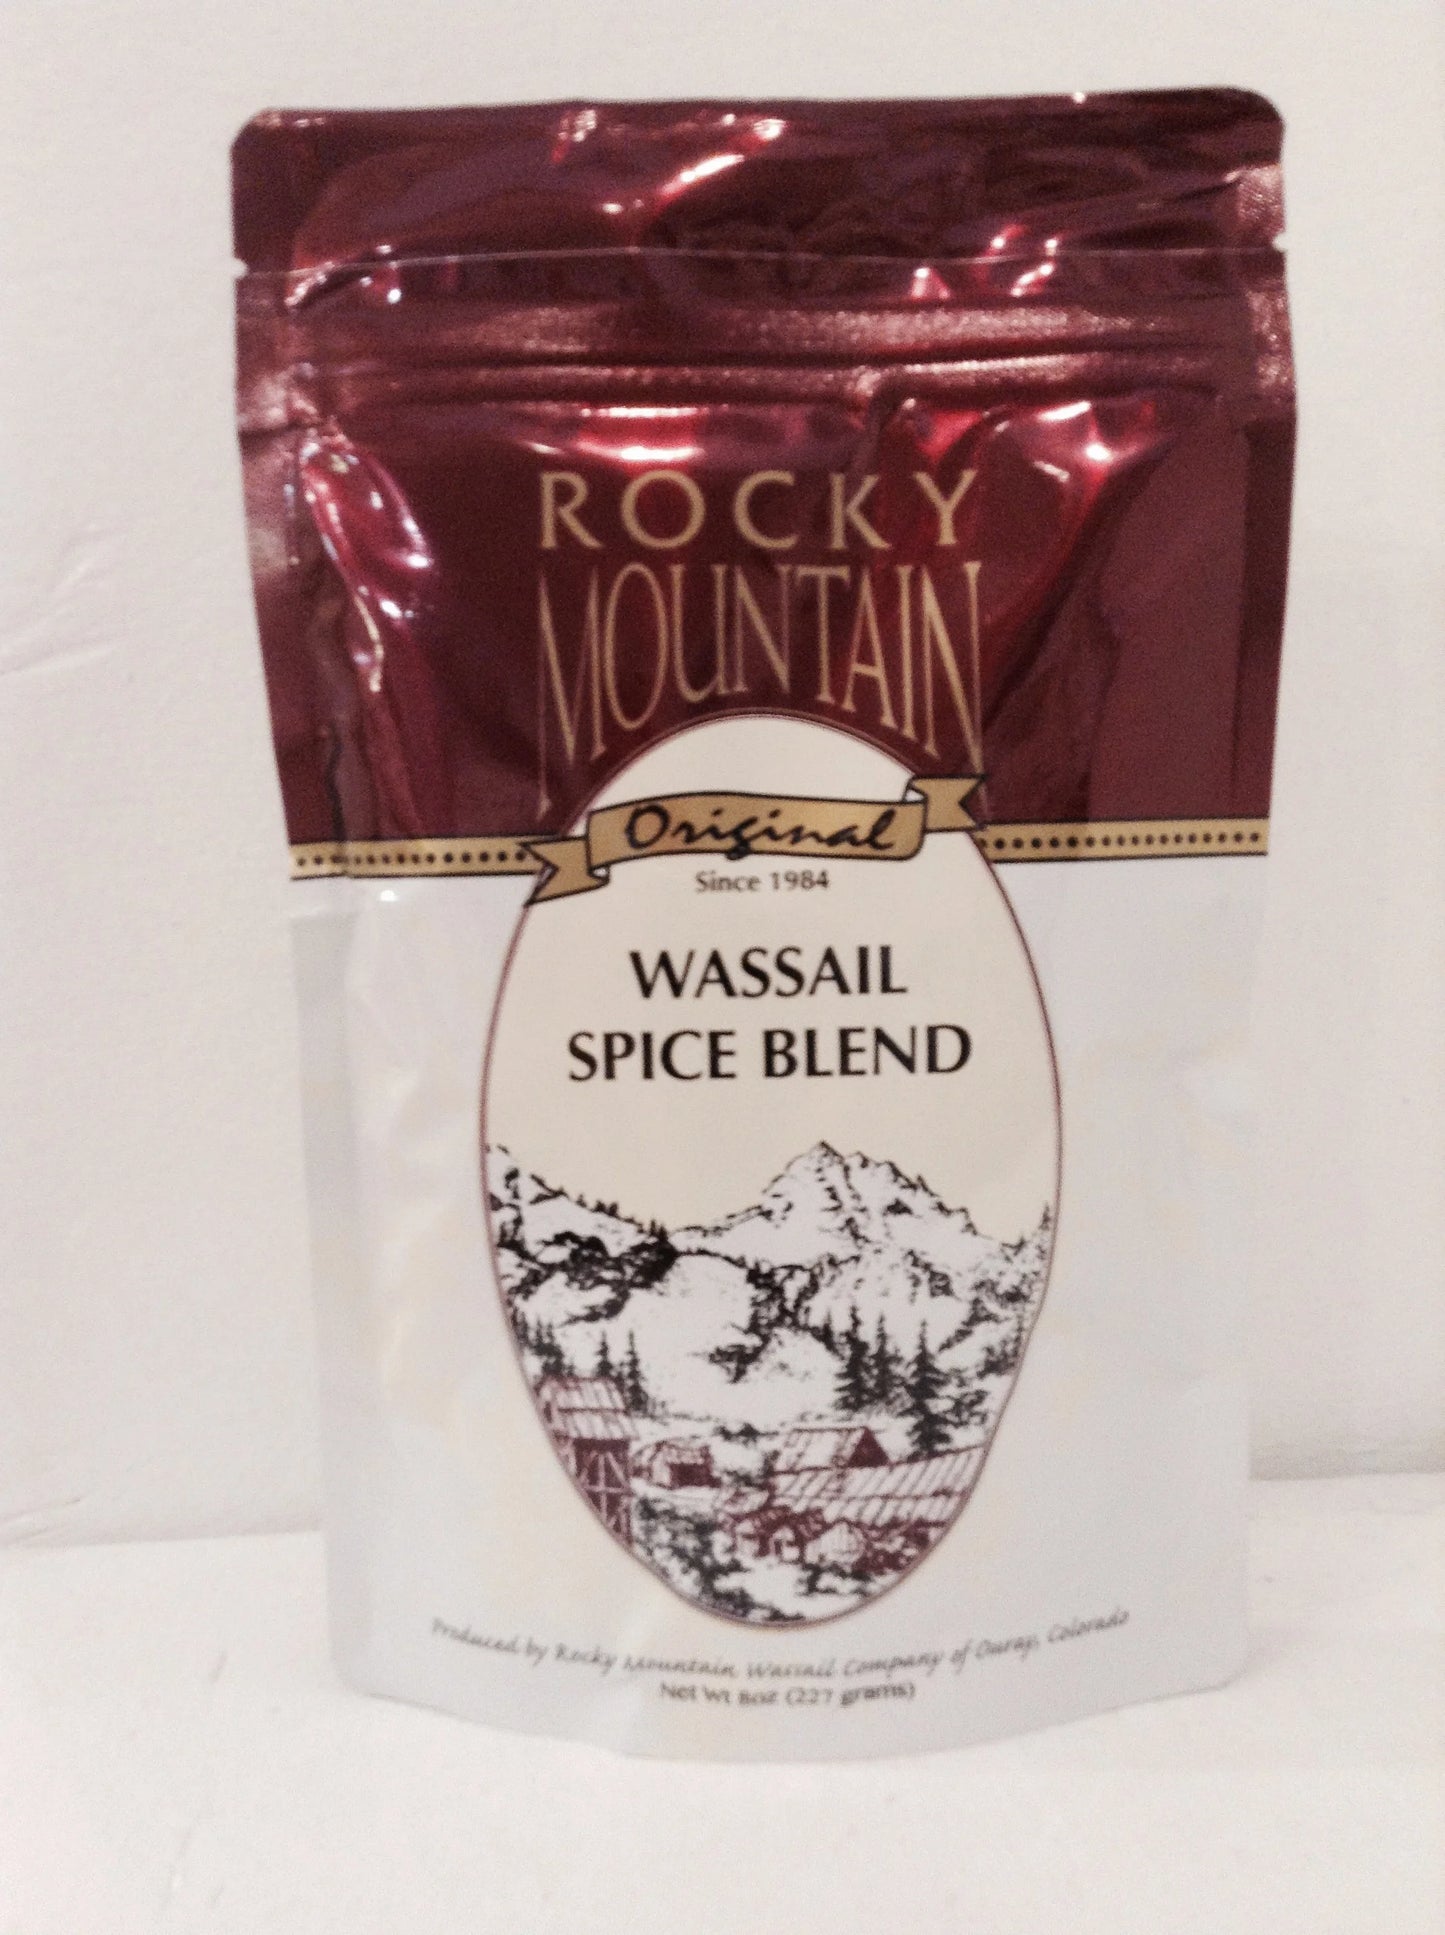 ROCKY
MOUNTAIN
Original
Since 1984
WASSAIL
SPICE BLEND
Produced by Rocky Mountain Wassail Company of Ouray, Colorado
Net Wt 8oz (227 grams)